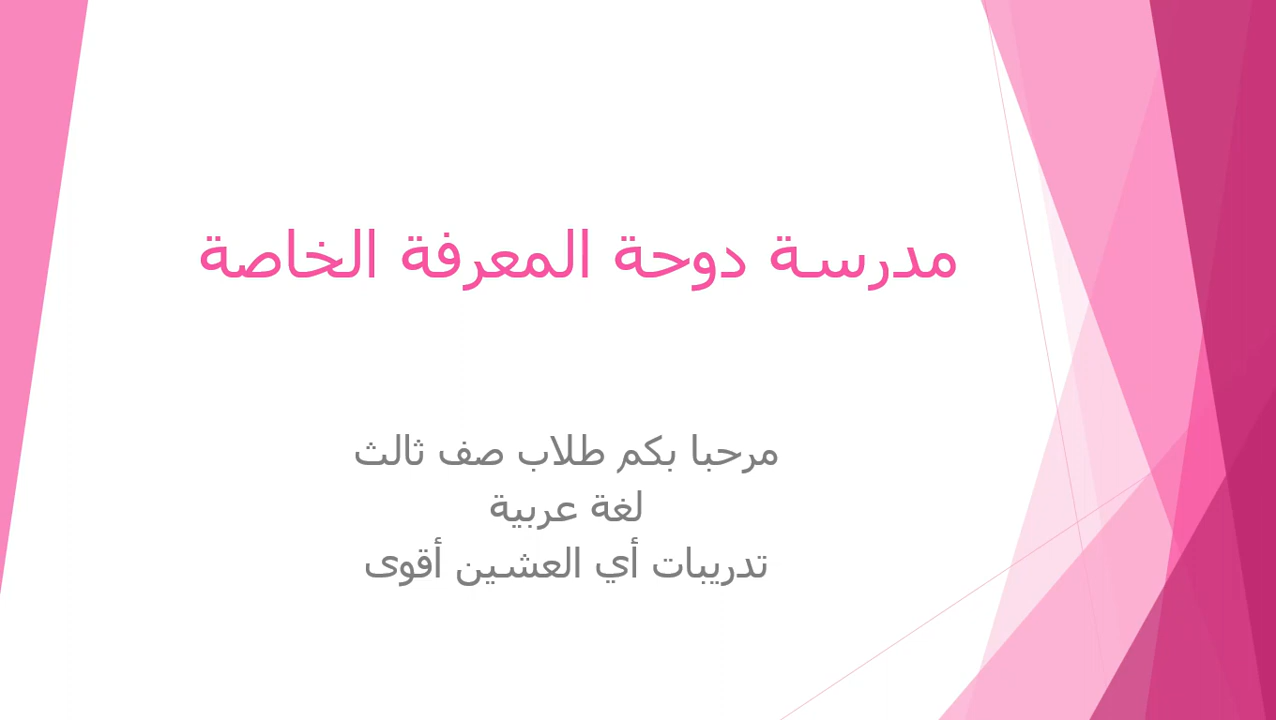 مدرسة دوحة المعرفة الخاصة
مرحبا بكم طلاب صف ثالث
لغة عربية
تدريبات أي العشين أقوى